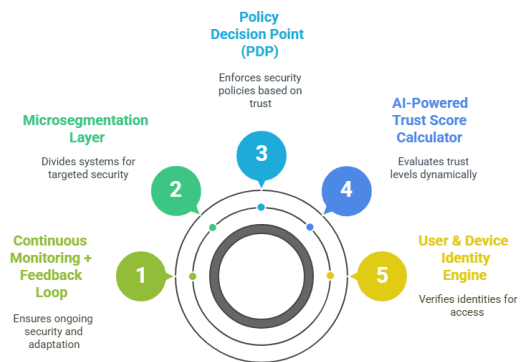 Policy
Decision Point
(PDP)
Enforces security
policies based on
trust
3
Microsegmentation
Layer
Divides systems for
targeted security
2
AI-Powered
Trust Score
Calculator
Evaluates trust
levels dynamically
4
Continuous
Monitoring +
Feedback
Loop
Ensures ongoing
security and
adaptation
1
User & Device
Identity
Engine
Verifies identities for
access
5